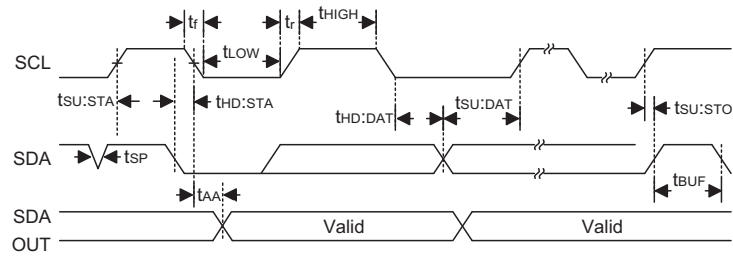 tf tr tHIGH
tLOW
SCL
tSU:STA tHD:STA tHD:DAT tSU:DAT tSU:STO
SDA tSP tBUF
tAA
SDA Valid Valid
OUT